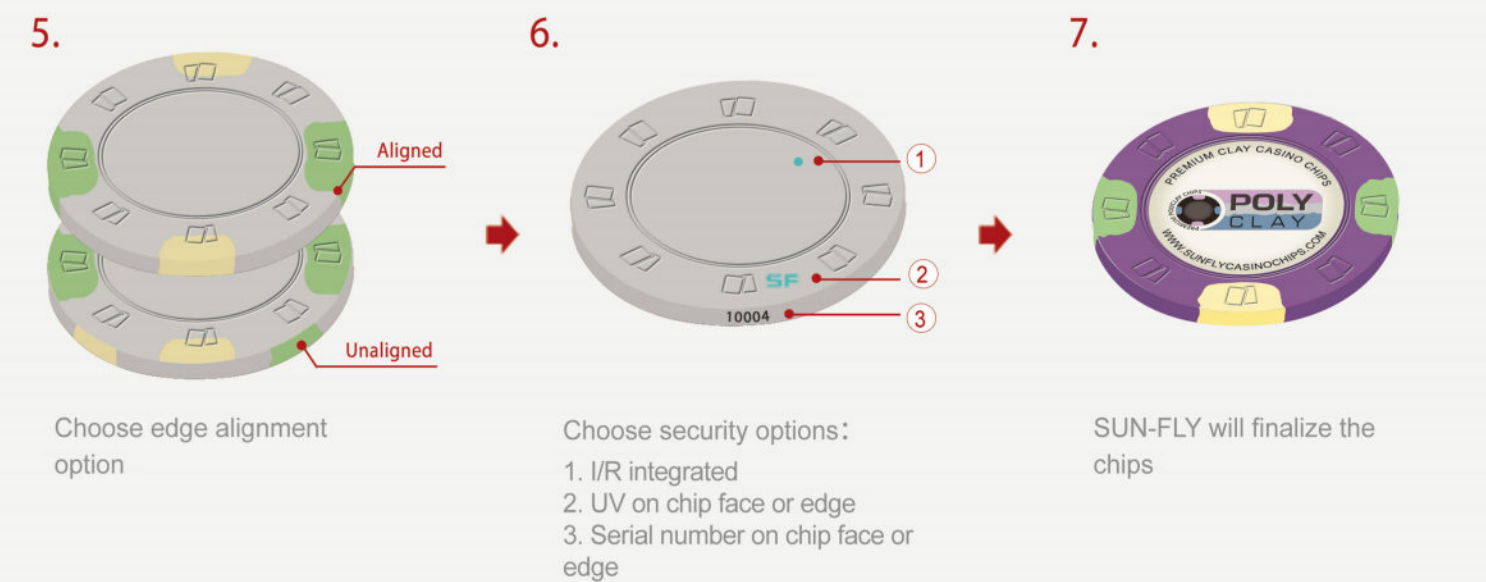 5.
Aligned
Unaligned
Choose edge alignment
option
6.
1
2
SF
10004
3
Choose security options:
1. I/R integrated
2. UV on chip face or edge
3. Serial number on chip face or
edge
7.
PREMIUM CLAY CASINO CHIPS
POLY
CLAY
WWW.SUNFLYCASINOCHIPS.COM
SUN-FLY will finalize the
chips